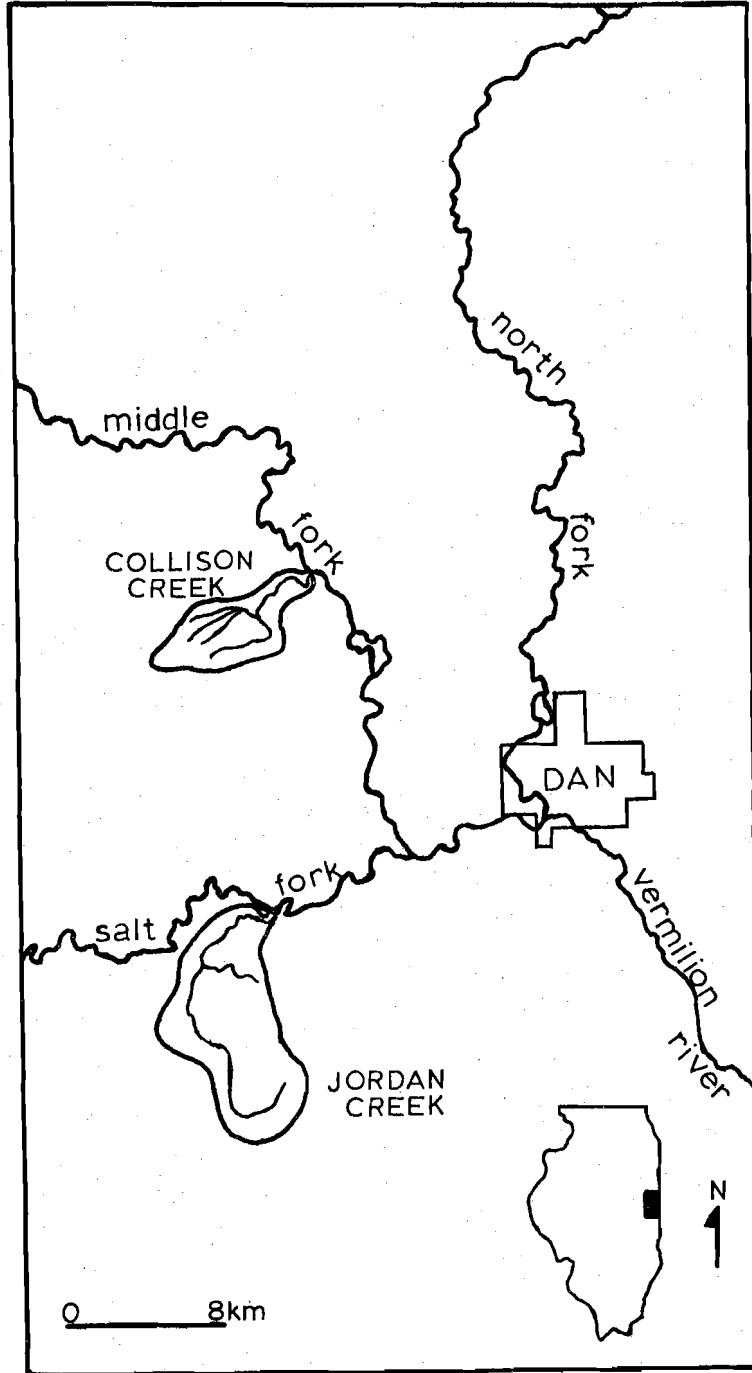 north
middle
fork
fork
COLLISON
CREEK
DAN
fork
salt
vermilion
river
JORDAN
CREEK
N
0 8km